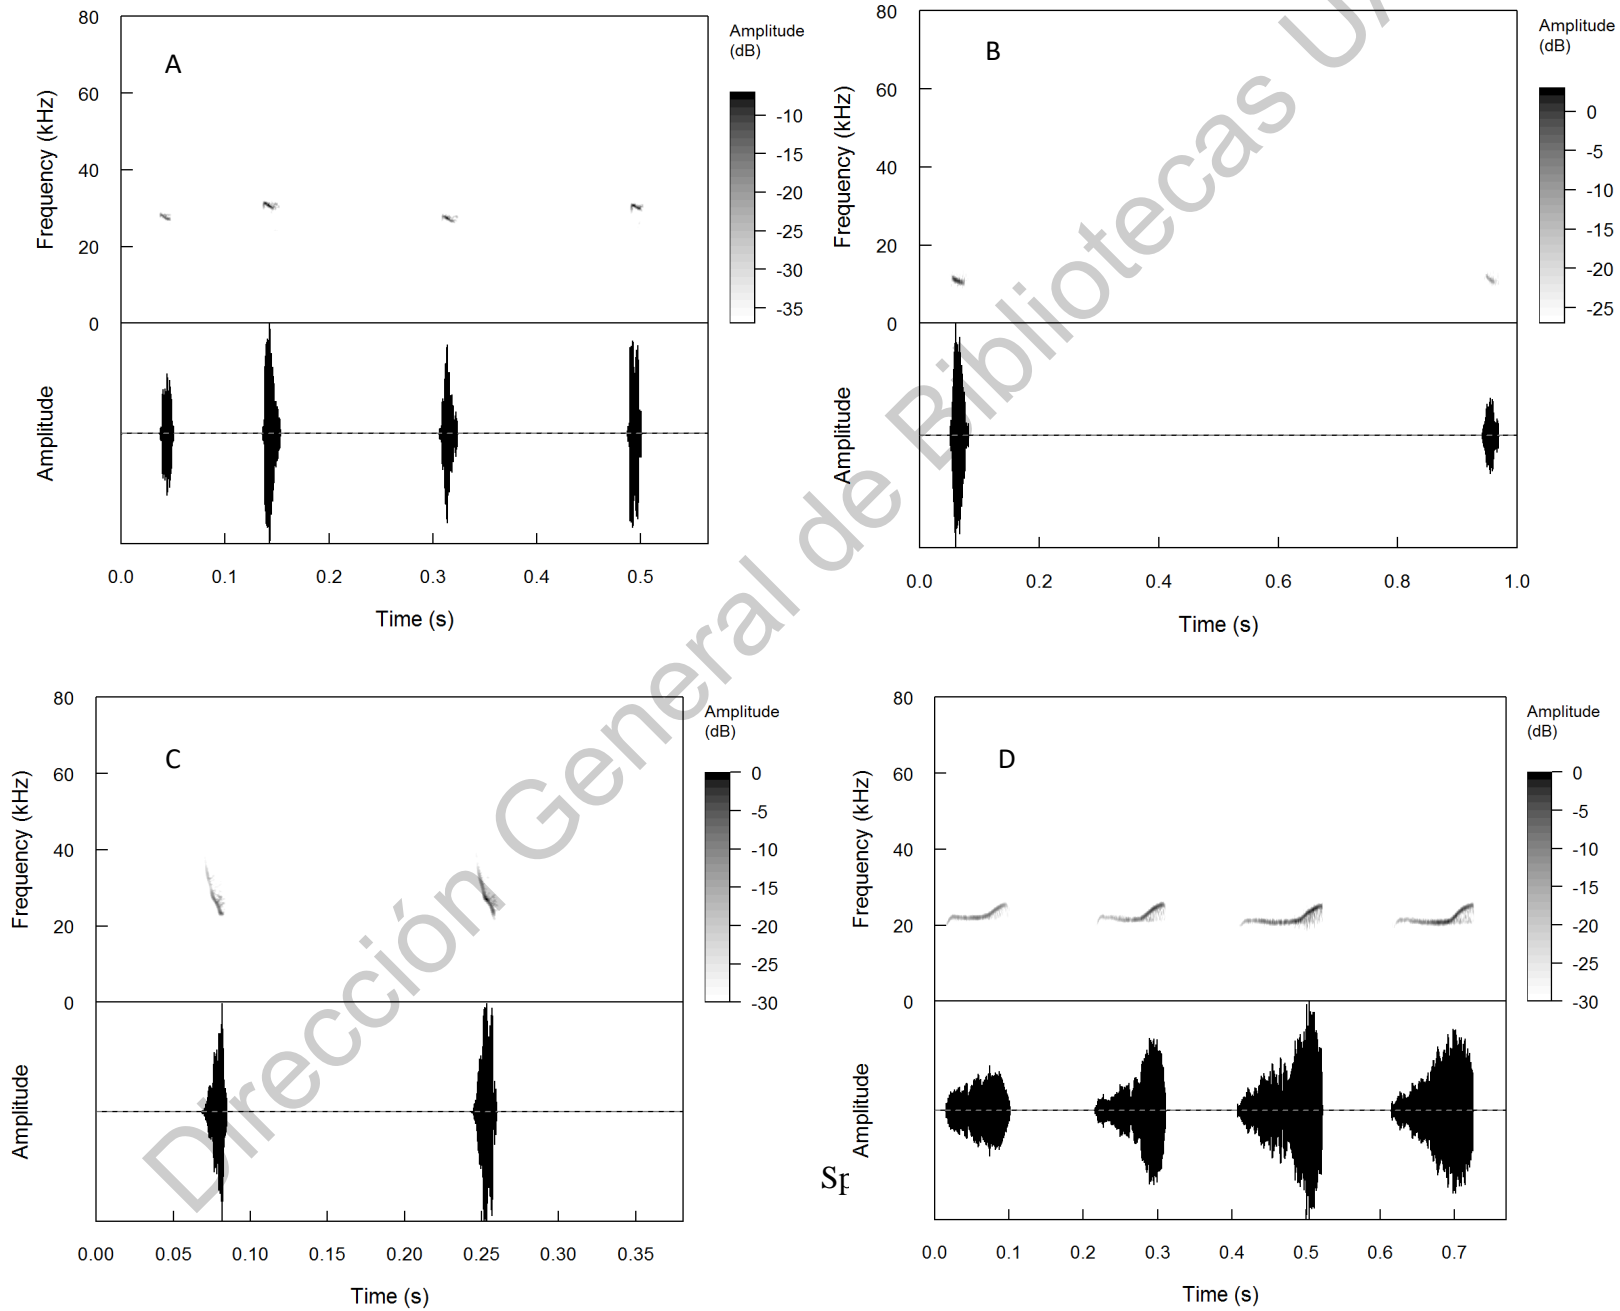 A
Amplitude
(dB)
80
60
40
20
0
Frequency (kHz)
-10
-15
-20
-25
-30
-35
Amplitude
0.0 0.1 0.2 0.3 0.4 0.5
Time (s)
B
Amplitude
(dB)
80
60
40
20
0
Frequency (kHz)
0
-5
-10
-15
-20
-25
Amplitude
0.0 0.2 0.4 0.6 0.8 1.0
Time (s)
C
Amplitude
(dB)
80
60
40
20
0
Frequency (kHz)
0
-5
-10
-15
-20
-25
-30
Amplitude
0.00 0.05 0.10 0.15 0.20 0.25 0.30 0.35
Time (s)
D
Amplitude
(dB)
80
60
40
20
0
Frequency (kHz)
0
-5
-10
-15
-20
-25
-30
Amplitude
0.0 0.1 0.2 0.3 0.4 0.5 0.6 0.7
Time (s)
Dirección General de Bibliotecas